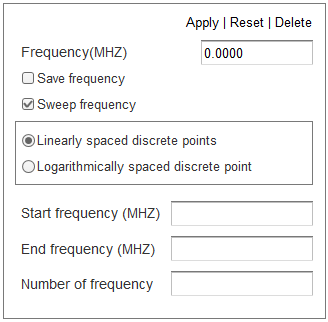 Apply | Reset | Delete
Frequency(MHZ) 0.0000
Save frequency
Sweep frequency
Linearly spaced discrete points
Logarithmically spaced discrete point
Start frequency (MHZ)
End frequency (MHZ)
Number of frequency